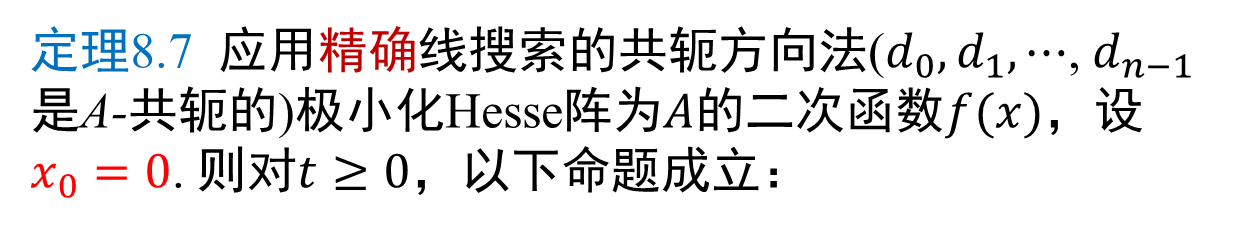 定理8.7 应用精确线搜索的共轭方向法(d₀, d₁, ⋯, dₙ₋₁
是A-共轭的)极小化Hesse阵为A的二次函数f(x)，设
x₀ = 0. 则对t ≥ 0，以下命题成立：